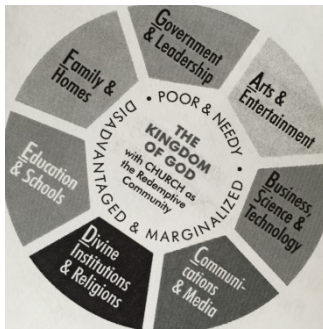 Government
& Leadership
Arts &
Entertainment
Business,
Science &
Technology
Communi-
cations
& Media
Divine
Institutions
& Religions
Education
& Schools
Family &
Homes
• POOR & NEEDY •
DISADVANTAGED & MARGINALIZED
THE
KINGDOM
OF GOD
with CHURCH as
the Redemptive
Community